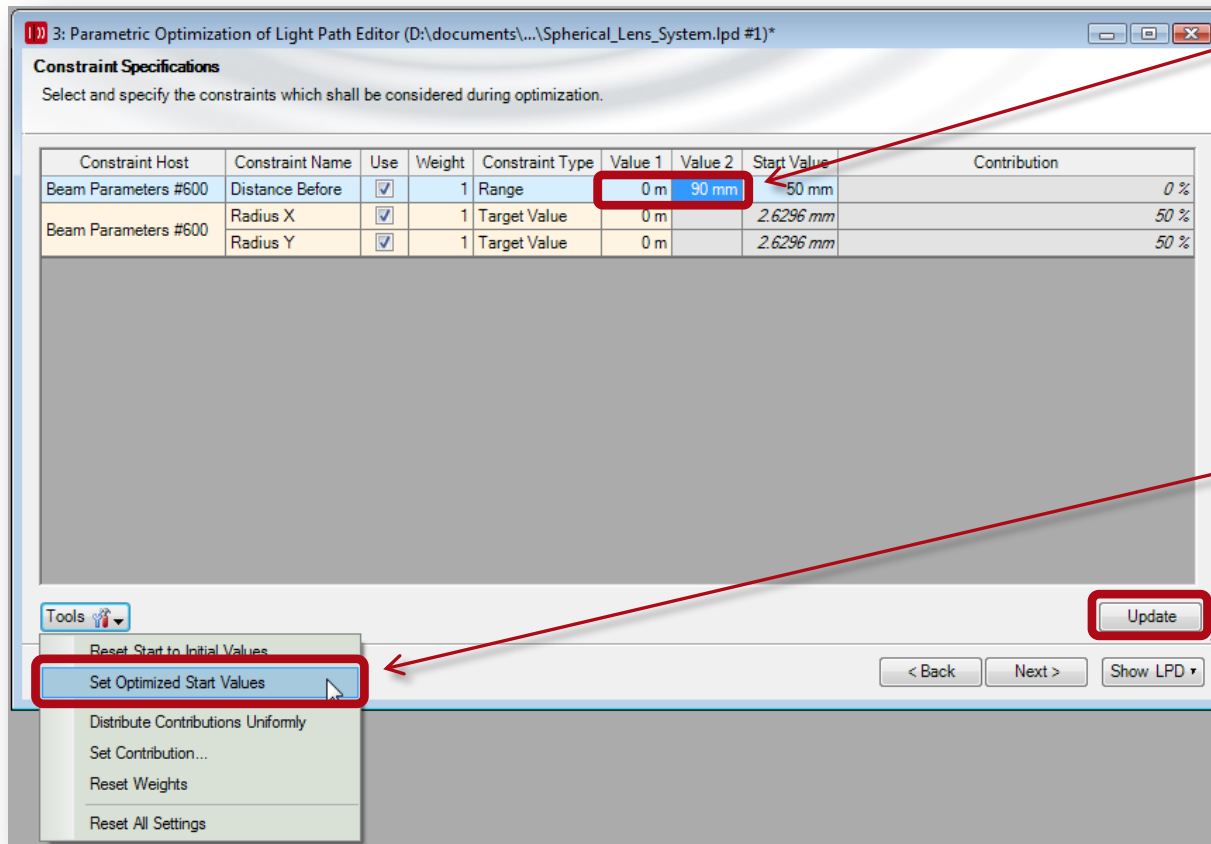 3: Parametric Optimization of Light Path Editor (D:\documents\...\Spherical_Lens_System.lpd #1)*
Constraint Specifications
Select and specify the constraints which shall be considered during optimization.
Constraint Host Constraint Name Use Weight Constraint Type Value 1 Value 2 Start Value Contribution
Beam Parameters #600 Distance Before 1 Range 0 m 90 mm 50 mm 0 %
Beam Parameters #600 Radius X 1 Target Value 0 m 2.6296 mm 50 %
Radius Y 1 Target Value 0 m 2.6296 mm 50 %
Tools
Update
Reset Start to Initial Values
Set Optimized Start Values
Distribute Contributions Uniformly
Set Contribution...
Reset Weights
Reset All Settings
< Back Next > Show LPD